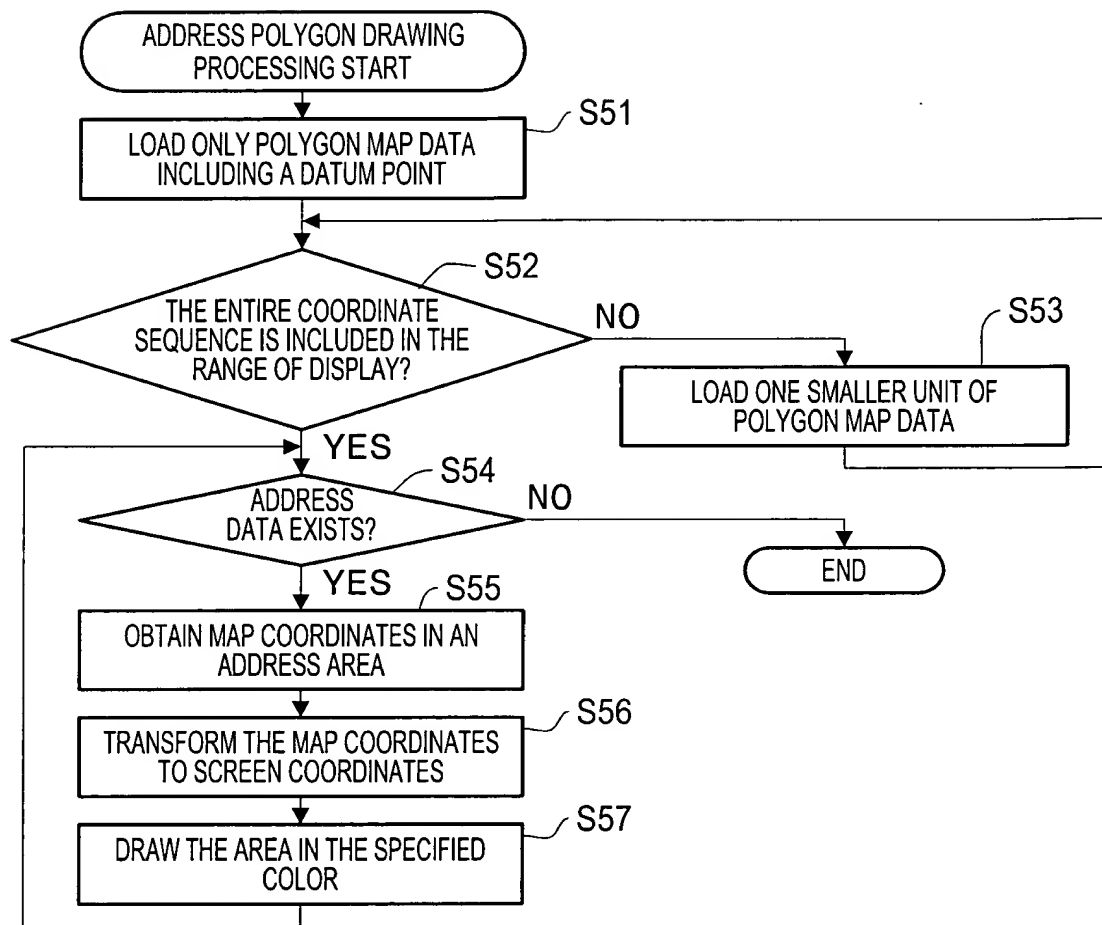 ADDRESS POLYGON DRAWING
PROCESSING START
S51
LOAD ONLY POLYGON MAP DATA
INCLUDING A DATUM POINT
S52
THE ENTIRE COORDINATE
SEQUENCE IS INCLUDED IN THE
RANGE OF DISPLAY?
NO
S53
LOAD ONE SMALLER UNIT OF
POLYGON MAP DATA
YES
S54
ADDRESS
DATA EXISTS?
NO
END
YES
S55
OBTAIN MAP COORDINATES IN AN
ADDRESS AREA
S56
TRANSFORM THE MAP COORDINATES
TO SCREEN COORDINATES
S57
DRAW THE AREA IN THE SPECIFIED
COLOR